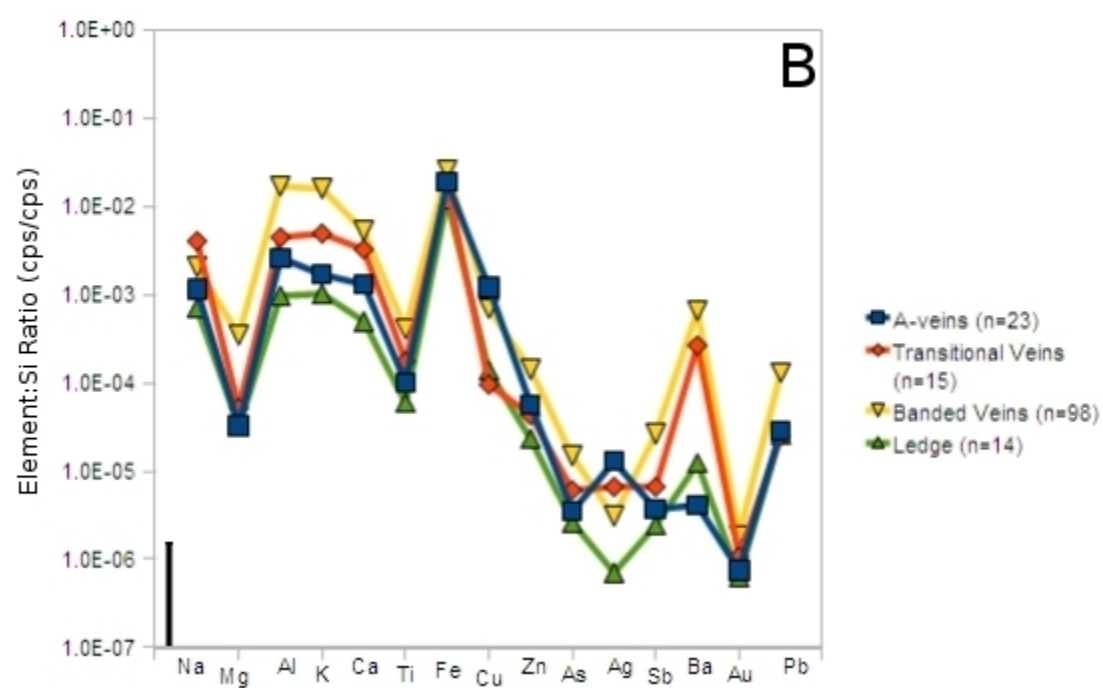 B
1.0E+00
1.0E-01
1.0E-02
1.0E-03
1.0E-04
1.0E-05
1.0E-06
1.0E-07
Element:Si Ratio (cps/cps)
Na Mg Al K Ca Ti Fe Cu Zn As Ag Sb Ba Au Pb
A-veins (n=23)
Transitional Veins
(n=15)
Banded Veins (n=98)
Ledge (n=14)